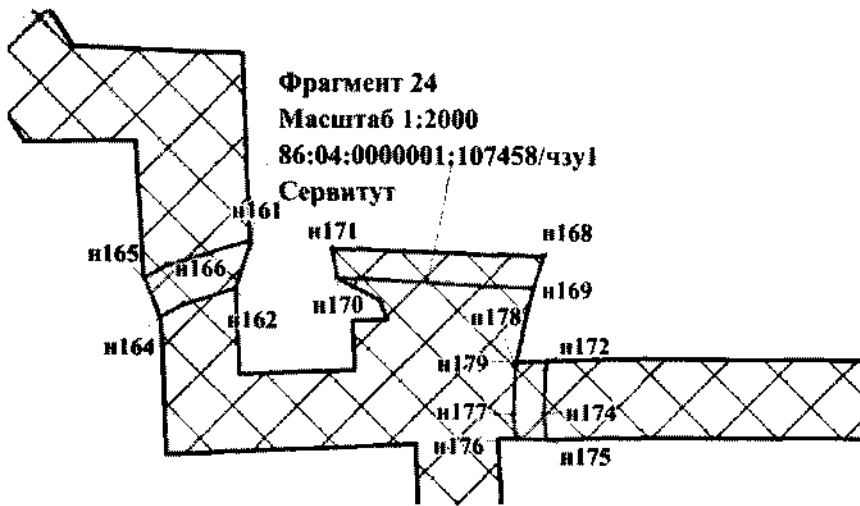 Фрагмент 24
Масштаб 1:2000
86:04:0000001:107458/чзу1
Сервитут
н161
н171
н168
н165
н166
н169
н170
н162
н178
н164
н179
н172
н177
н174
н176
н175